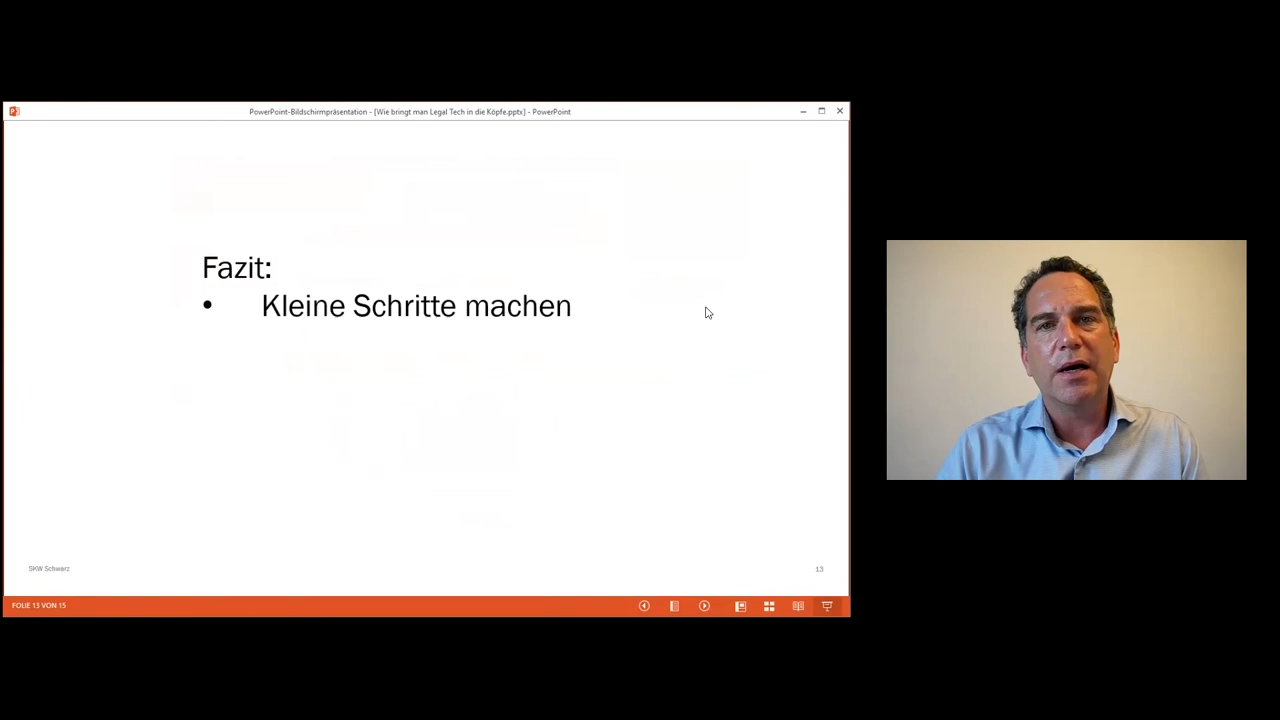 PowerPoint-Bildschirmpräsentation - [Wie bringt man Legal Tech in die Köpfe.pptx] - PowerPoint
Fazit:
• Kleine Schritte machen
SKW Schwarz
13
FOLIE 13 VON 15